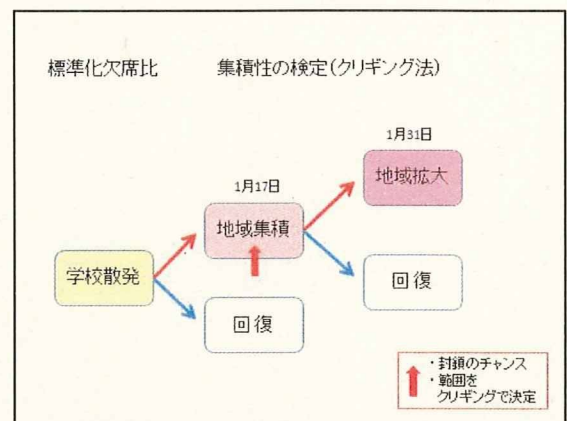 標準化欠席比 集積性の検定(クリギング法)
1月31日
地域拡大
1月17日
地域集積
学校散発
回復
回復
・封鎖のチャンス
・範囲を
クリギングで決定